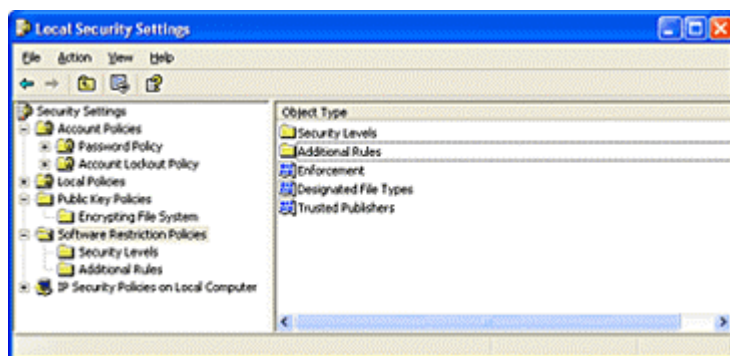 Local Security Settings
File Action View Help
Security Settings
Account Policies
Password Policy
Account Lockout Policy
Local Policies
Public Key Policies
Encrypting File System
Software Restriction Policies
Security Levels
Additional Rules
IP Security Policies on Local Computer
Object Type
Security Levels
Additional Rules
Enforcement
Designated File Types
Trusted Publishers